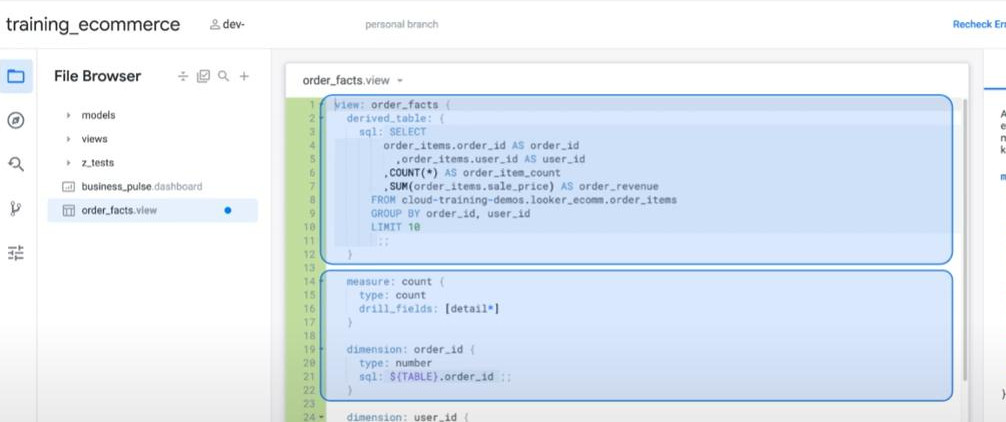 training_ecommerce
dev-
personal branch
Recheck Er
File Browser
models
views
z_tests
business_pulse.dashboard
order_facts.view
order_facts.view
1 view: order_facts {
2 derived_table: {
3 sql: SELECT
4 order_items.order_id AS order_id
5 ,order_items.user_id AS user_id
6 ,COUNT(*) AS order_item_count
7 ,SUM(order_items.sale_price) AS order_revenue
8 FROM cloud-training-demos.looker_ecomm.order_items
9 GROUP BY order_id, user_id
10 LIMIT 10
11 ;;
12 }
13
14 measure: count {
15 type: count
16 drill_fields: [detail*]
17 }
18
19 dimension: order_id {
20 type: number
21 sql: ${TABLE}.order_id ;;
22 }
23
24 dimension: user_id {